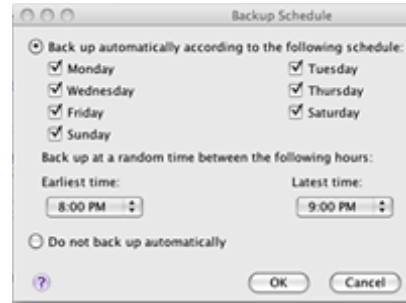 Backup Schedule
Back up automatically according to the following schedule:
Monday Tuesday
Wednesday Thursday
Friday Saturday
Sunday
Back up at a random time between the following hours:
Earliest time: Latest time:
8:00 PM 9:00 PM
Do not back up automatically
? OK Cancel